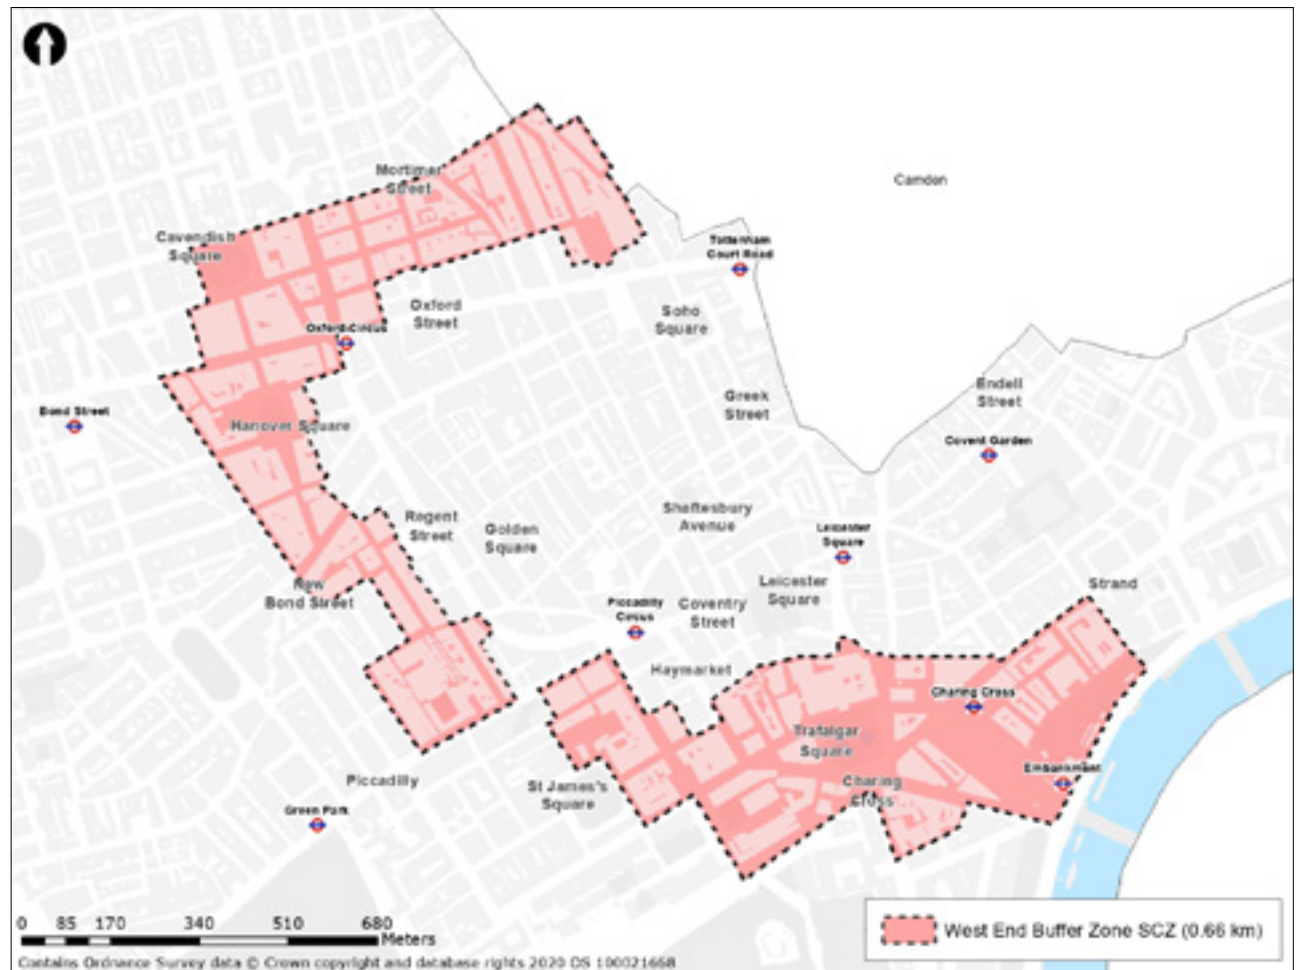 Camden
Mortimer
Street
Cavendish
Square
Tottenham
Court Road
Oxford
Street
Soho
Square
Oxford Circus
Greek
Street
Endell
Street
Bond Street
Hanover Square
Covent Garden
Regent
Street
Golden
Square
Shaftesbury
Avenue
Leicester
Square
New
Bond Street
Piccadilly
Circus
Coventry
Street
Leicester
Square
Strand
Haymarket
Charing Cross
Trafalgar
Square
Piccadilly
St James's
Square
Charing
Cross
Embankment
Green Park
0 85 170 340 510 680
Meters
West End Buffer Zone SCZ (0.66 km)
Contains Ordnance Survey data © Crown copyright and database rights 2020 OS 100021668